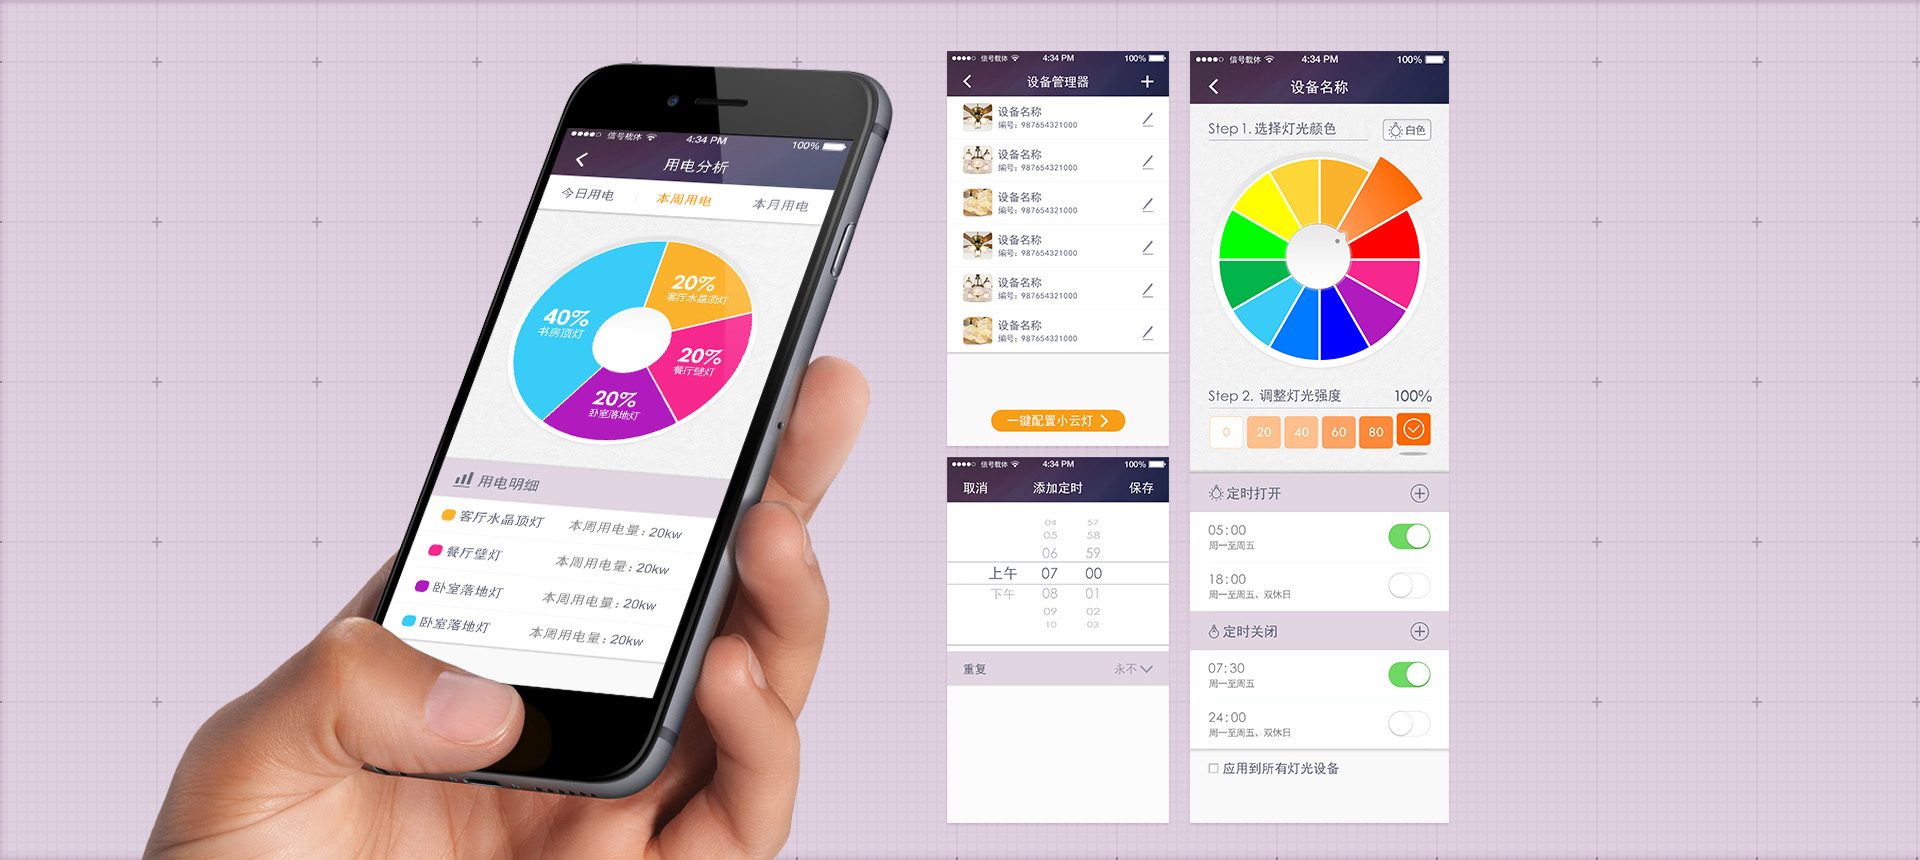 信号载体 4:34 PM 100%
用电分析
今日用电 本周用电 本月用电
20%
客厅水晶顶灯
40%
书房顶灯
20%
餐厅壁灯
20%
卧室落地灯
用电明细
客厅水晶顶灯 本周用电量：20kw
餐厅壁灯 本周用电量：20kw
卧室落地灯 本周用电量：20kw
卧室落地灯 本周用电量：20kw
信号载体 4:34 PM 100%
设备管理器
设备名称
编号：987654321000
设备名称
编号：987654321000
设备名称
编号：987654321000
设备名称
编号：987654321000
设备名称
编号：987654321000
设备名称
编号：987654321000
一键配置小云灯
信号载体 4:34 PM 100%
取消 添加定时 保存
04 57
05 58
06 59
上午 07 00
下午 08 01
09 02
10 03
重复 永不
信号载体 4:34 PM 100%
设备名称
Step 1. 选择灯光颜色 白色
Step 2. 调整灯光强度 100%
0 20 40 60 80
定时打开
05:00
周一至周五
18:00
周一至周五、双休日
定时关闭
07:30
周一至周五
24:00
周一至周五、双休日
应用到所有灯光设备